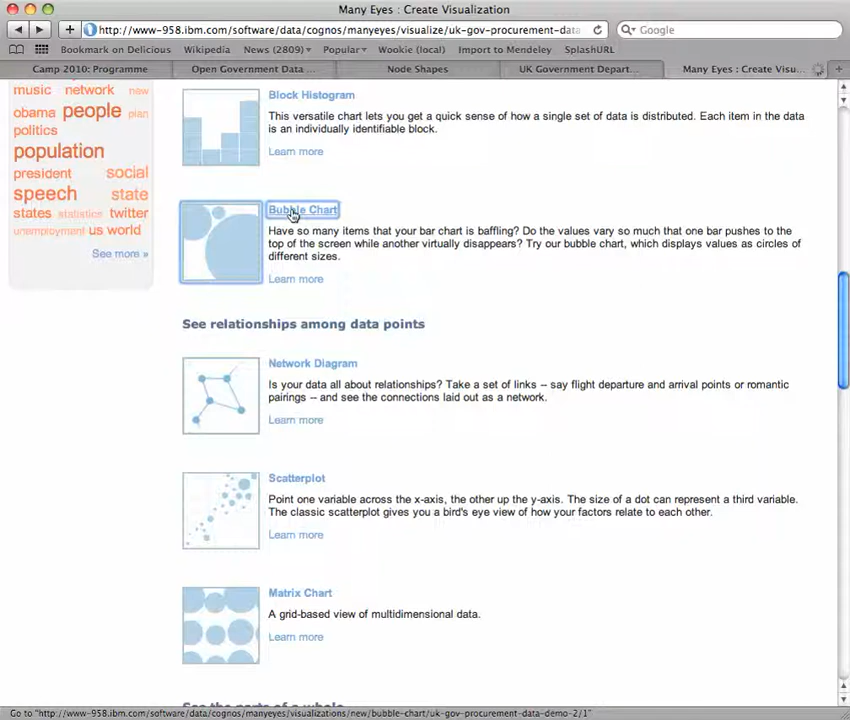 Many Eyes : Create Visualization
http://www-958.ibm.com/software/data/cognos/manyeyes/visualize/uk-gov-procurement-data
Google
Bookmark on Delicious Wikipedia News (2809) Popular Wookie (local) Import to Mendeley SplashURL
Camp 2010: Programme Open Government Data ... Node Shapes UK Government Depart... Many Eyes : Create Visu...
music network new
obama people plan
politics
population
president social
speech state
states statistics twitter
unemployment us world
See more »
Block Histogram
This versatile chart lets you get a quick sense of how a single set of data is distributed. Each item in the data
is an individually identifiable block.
Learn more
Bubble Chart
Have so many items that your bar chart is baffling? Do the values vary so much that one bar pushes to the
top of the screen while another virtually disappears? Try our bubble chart, which displays values as circles of
different sizes.
Learn more
See relationships among data points
Network Diagram
Is your data all about relationships? Take a set of links -- say flight departure and arrival points or romantic
pairings -- and see the connections laid out as a network.
Learn more
Scatterplot
Point one variable across the x-axis, the other up the y-axis. The size of a dot can represent a third variable.
The classic scatterplot gives you a bird's eye view of how your factors relate to each other.
Learn more
Matrix Chart
A grid-based view of multidimensional data.
Learn more
See the parts of a whole
Go to "http://www-958.ibm.com/software/data/cognos/manyeyes/visualizations/new/bubble-chart/uk-gov-procurement-data-demo-2/1"